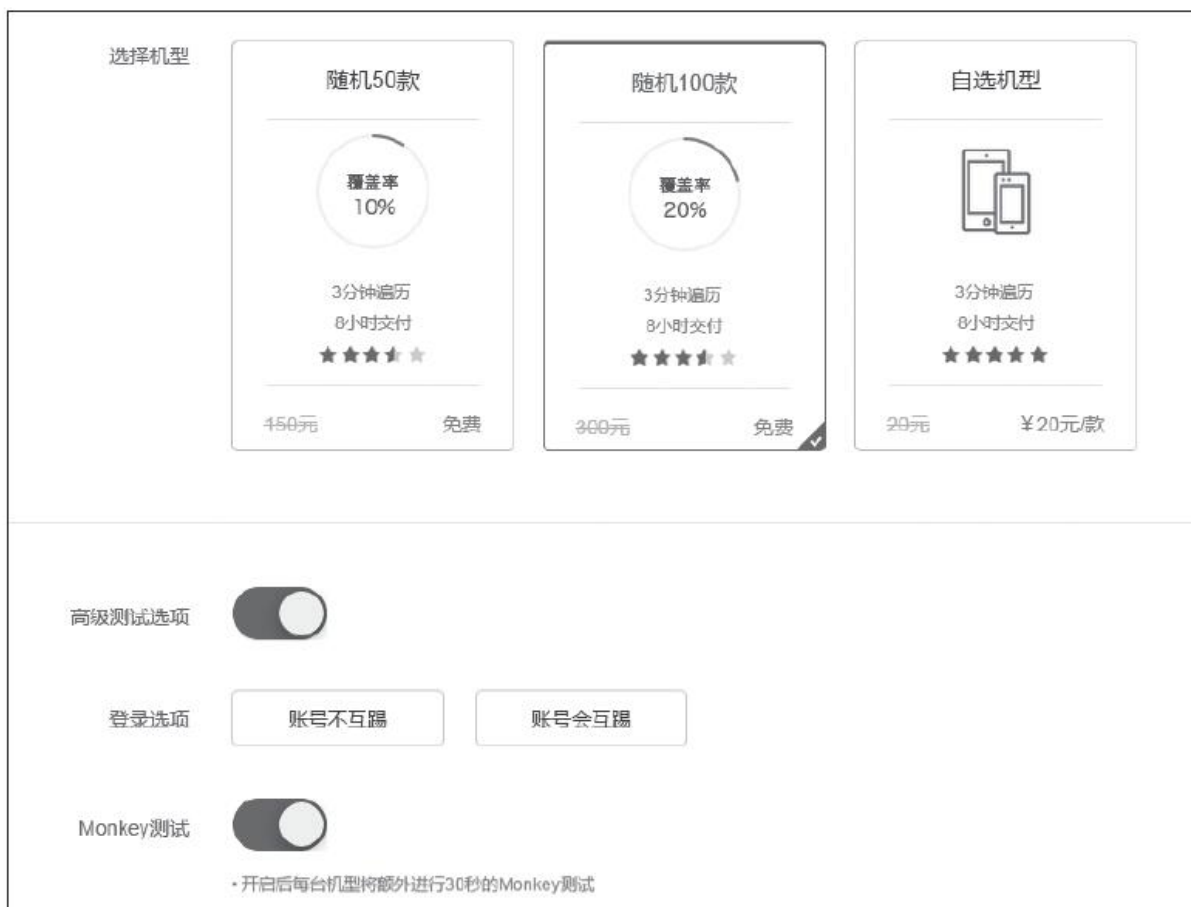 选择机型
随机50款
覆盖率
10%
3分钟遍历
8小时交付
150元 免费
随机100款
覆盖率
20%
3分钟遍历
8小时交付
300元 免费
自选机型
3分钟遍历
8小时交付
20元 ¥20元/款
高级测试选项
登录选项 账号不互踢 账号会互踢
Monkey测试
·开启后每台机型将额外进行30秒的Monkey测试